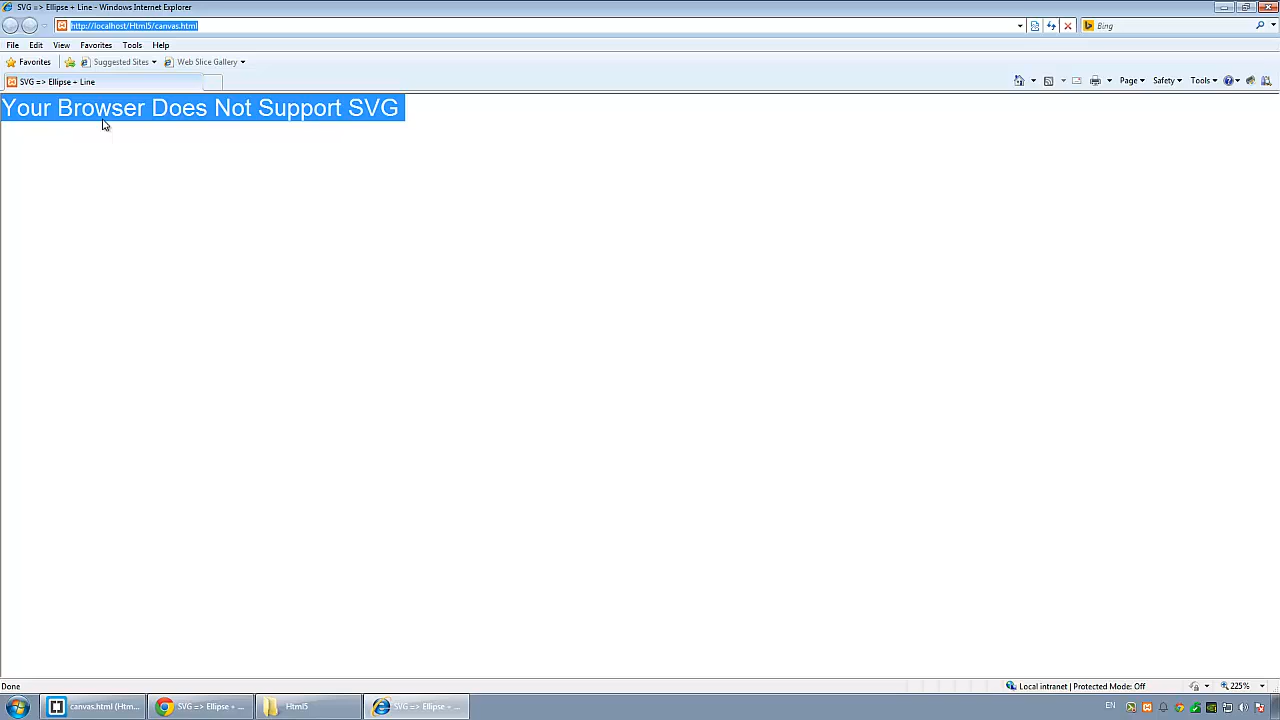 SVG => Ellipse + Line - Windows Internet Explorer
http://localhost/Html5/canvas.html
Bing
File Edit View Favorites Tools Help
Favorites Suggested Sites Web Slice Gallery
SVG => Ellipse + Line
Page Safety Tools
Your Browser Does Not Support SVG
Done
Local intranet | Protected Mode: Off
225%
canvas.html (Htm...
SVG => Ellipse + ...
Html5
SVG => Ellipse + ...
EN